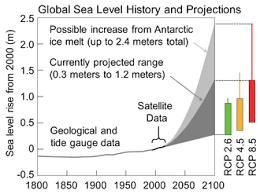 Global Sea Level History and Projections
2.5
Possible increase from Antarctic
ice melt (up to 2.4 meters total)
2.0
Currently projected range
(0.3 meters to 1.2 meters)
1.5
1.0
Satellite
Data
0.5
Geological and
tide gauge data
0
-0.5
Sea level rise from 2000 (m)
1800 1850 1900 1950 2000 2050 2100
RCP 2.6
RCP 4.5
RCP 8.5